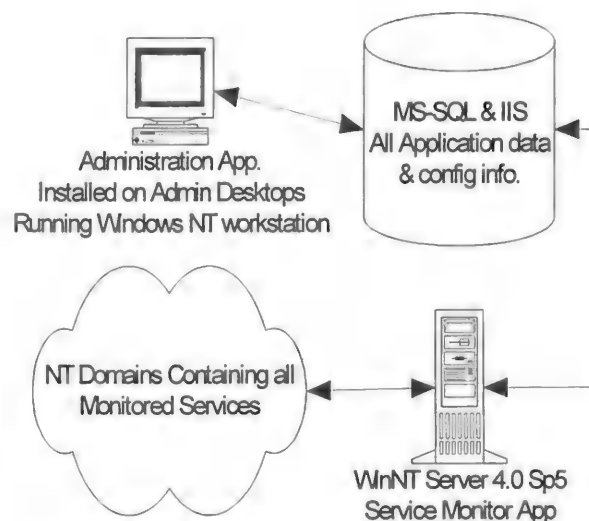 MS-SQL & IIS
All Application data
& config info.
Administration App.
Installed on Admin Desktops
Running Windows NT workstation
NT Domains Containing all
Monitored Services
WinNT Server 4.0 Sp5
Service Monitor App